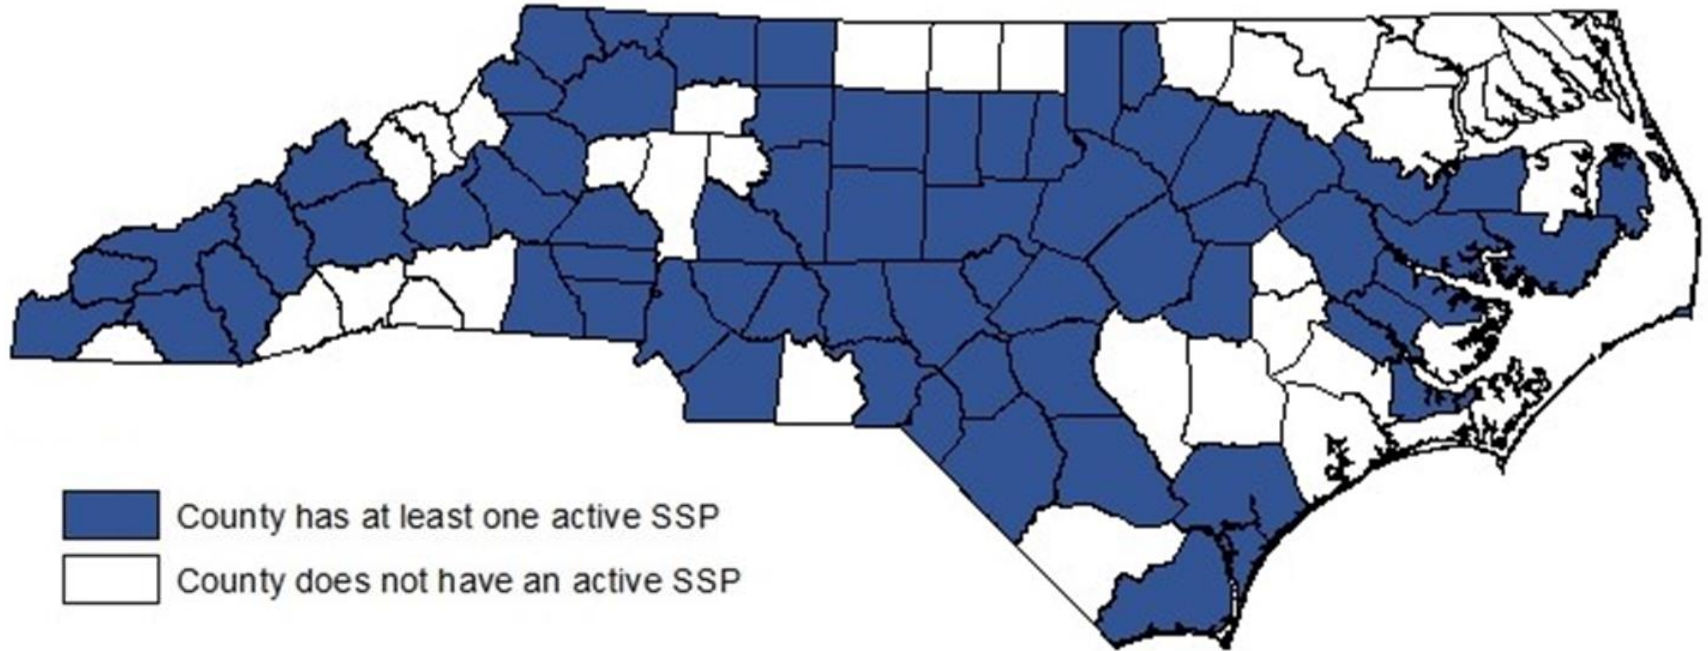 County has at least one active SSP
County does not have an active SSP